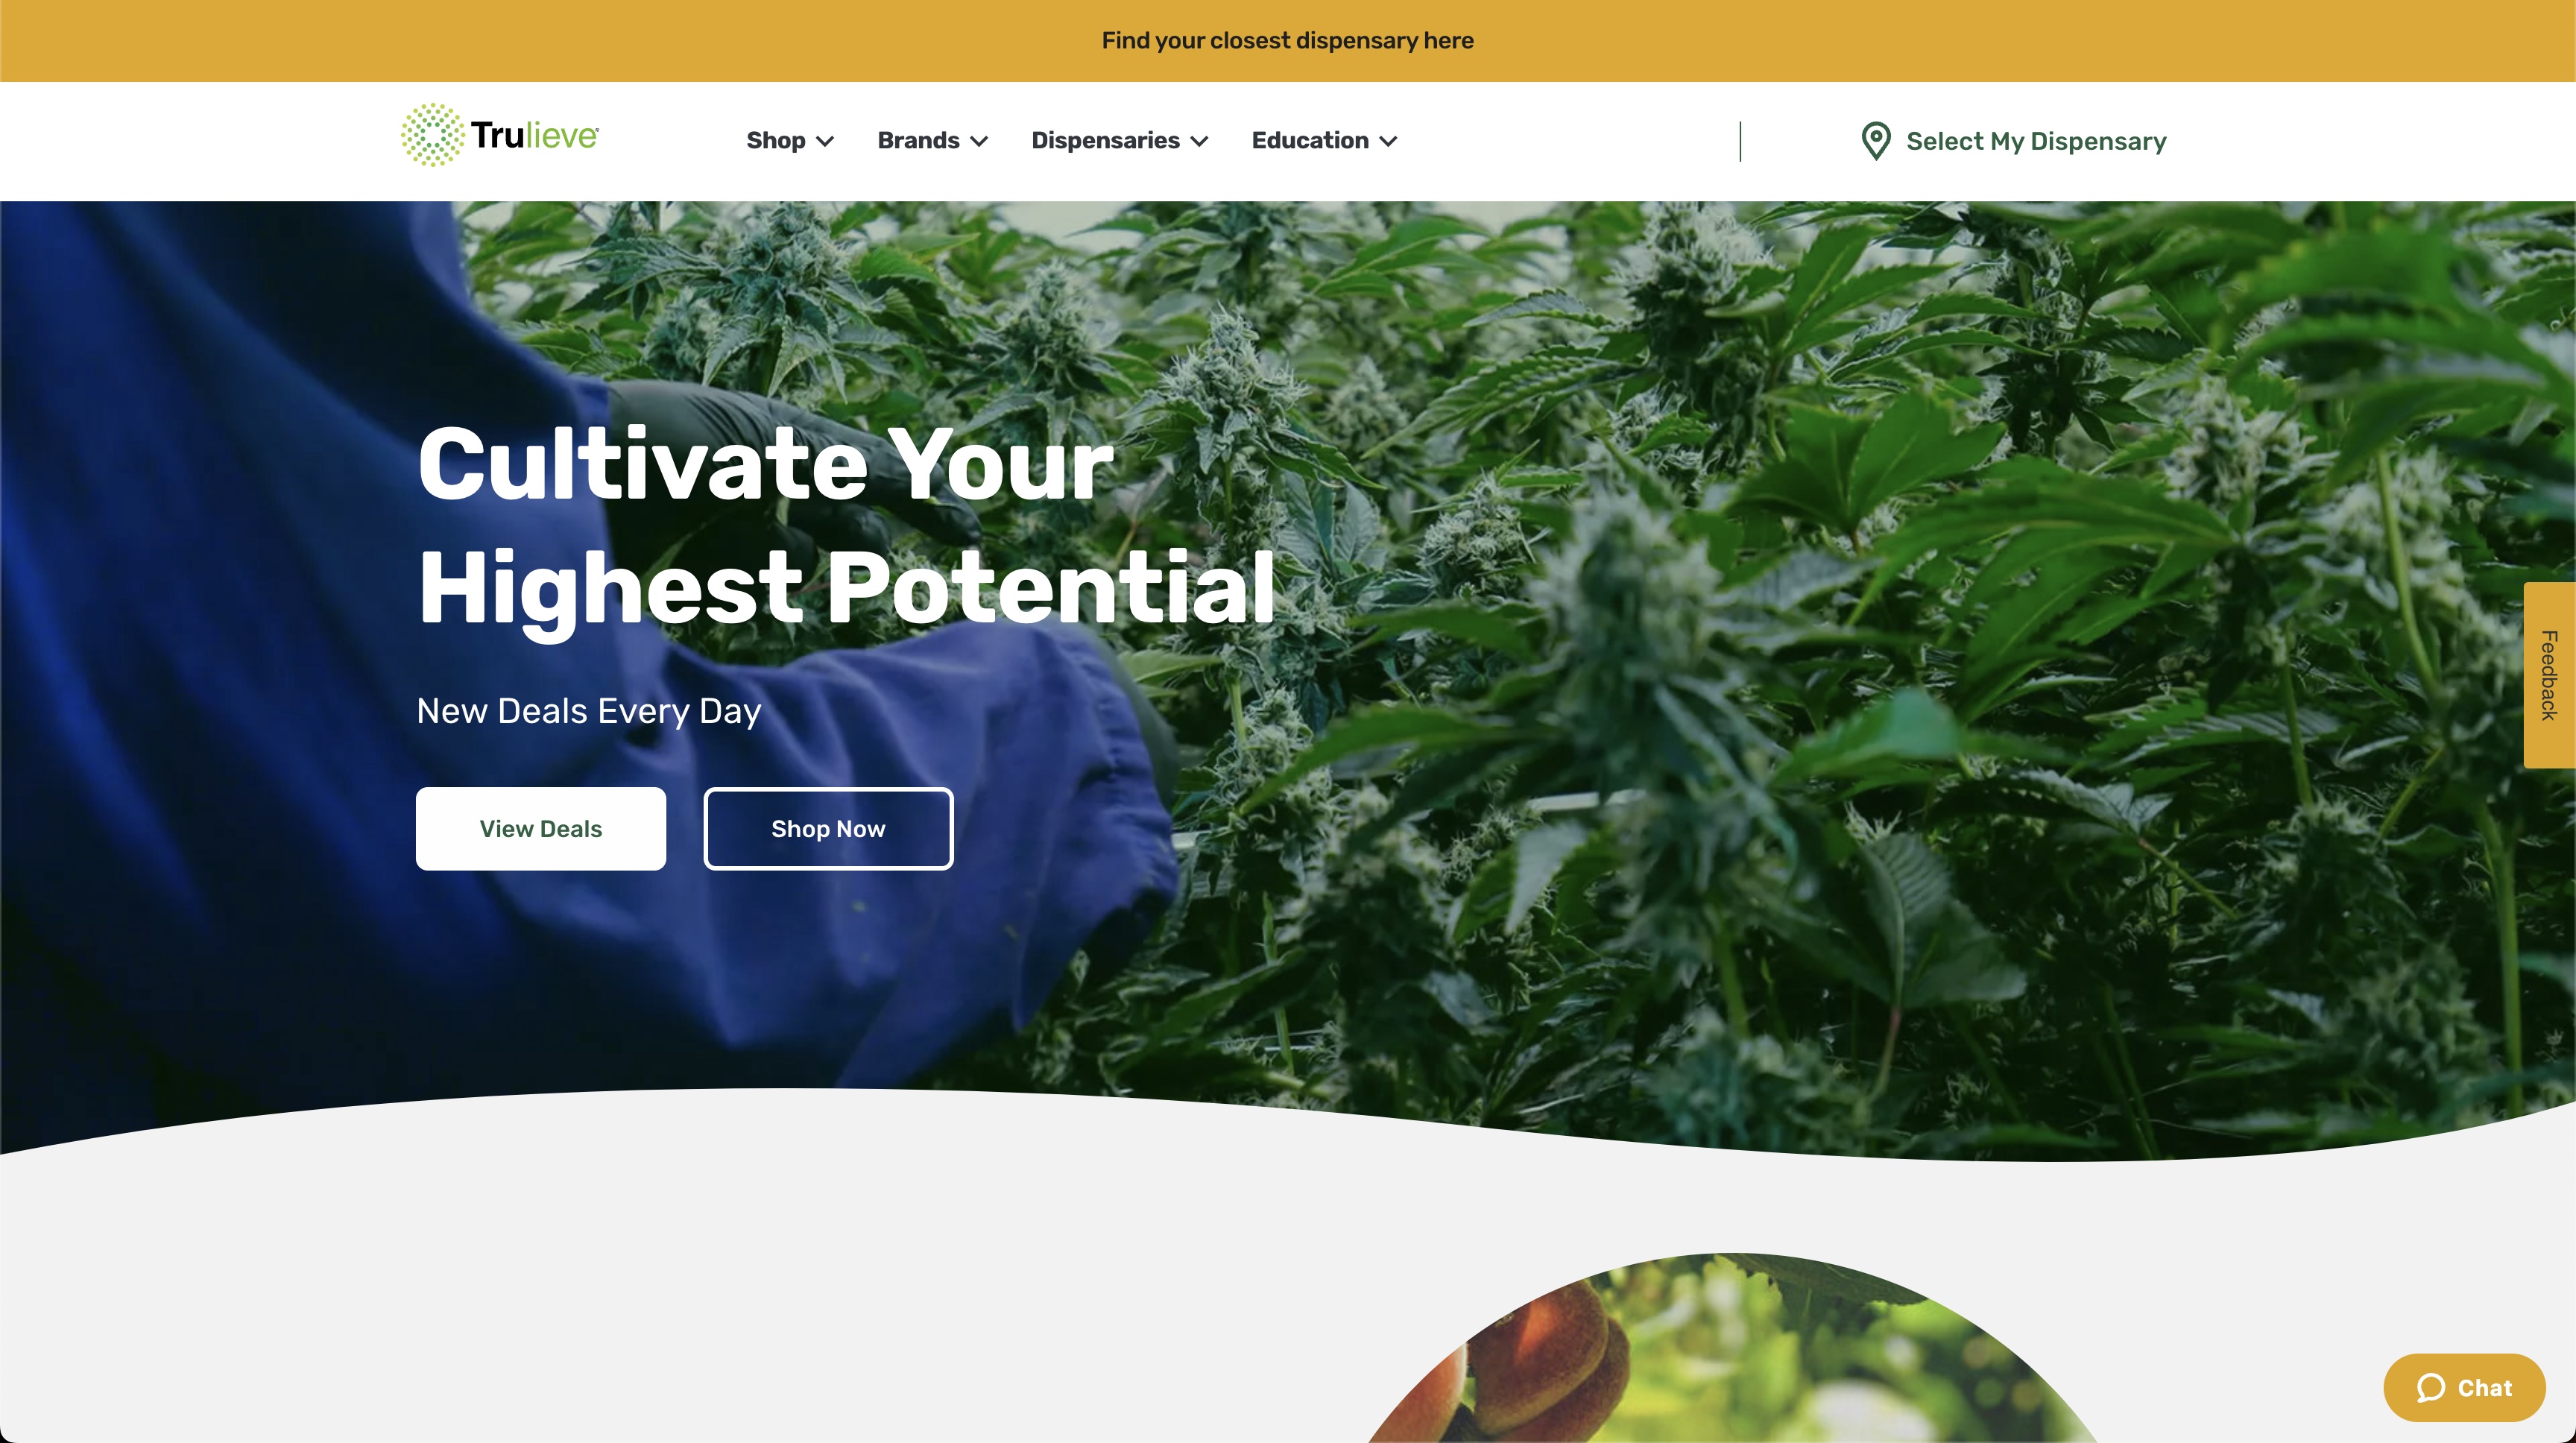 Find your closest dispensary here
Trulieve
Shop
Brands
Dispensaries
Education
Select My Dispensary
Cultivate Your
Highest Potential
New Deals Every Day
View Deals
Shop Now
Feedback
Chat